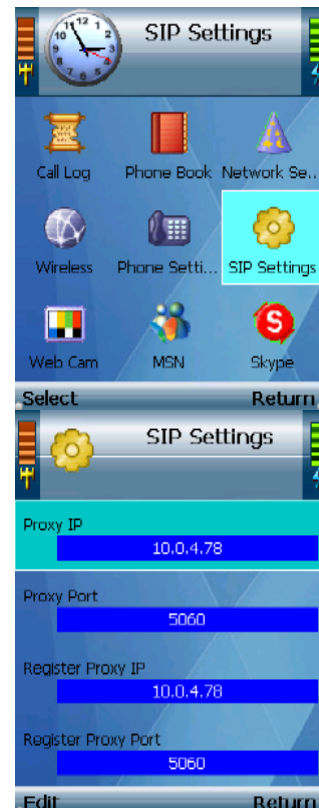 SIP Settings
Call Log Phone Book Network Se..
Wireless Phone Setti... SIP Settings
Web Cam MSN Skype
Select Return
SIP Settings
Proxy IP
10.0.4.78
Proxy Port
5060
Register Proxy IP
10.0.4.78
Register Proxy Port
5060
Edit Return